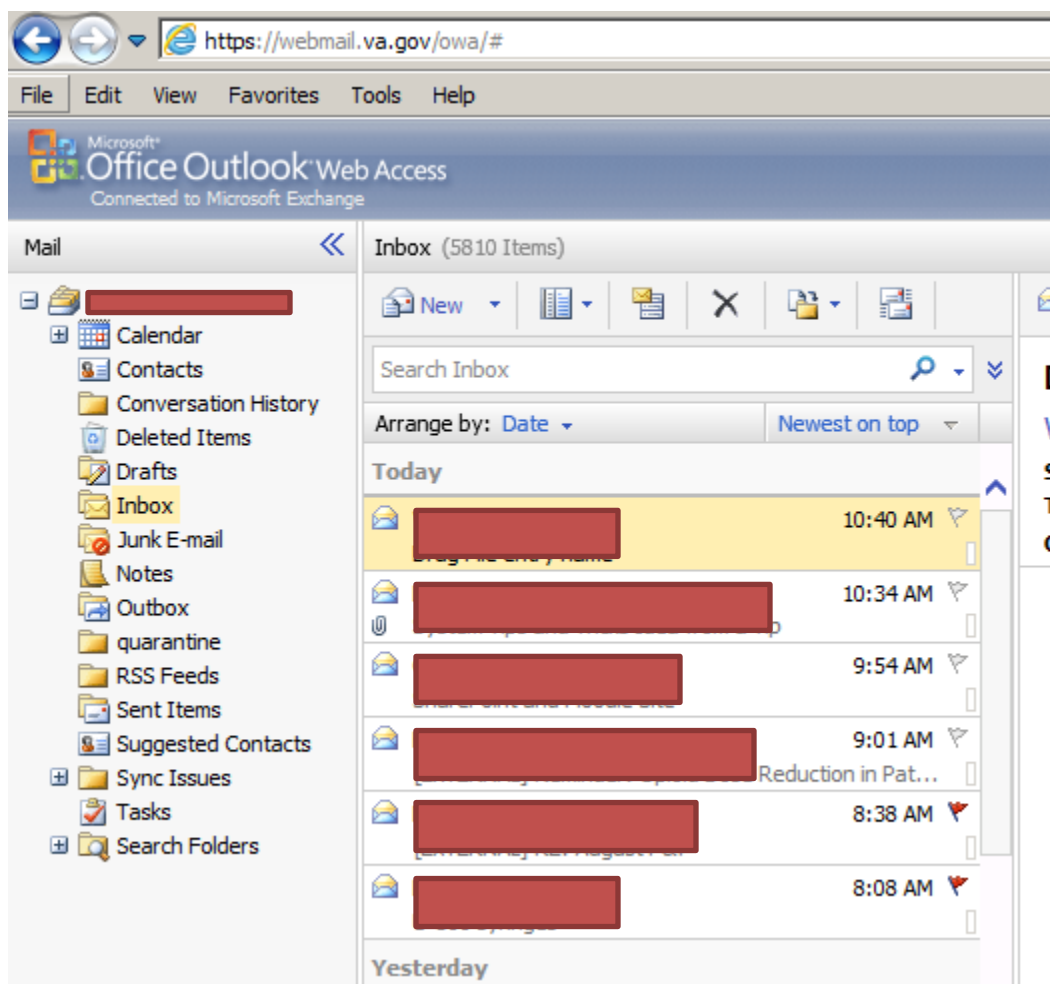 https://webmail.va.gov/owa/#
File Edit View Favorites Tools Help
Microsoft®
Office Outlook Web Access
Connected to Microsoft Exchange
Mail
Calendar
Contacts
Conversation History
Deleted Items
Drafts
Inbox
Junk E-mail
Notes
Outbox
quarantine
RSS Feeds
Sent Items
Suggested Contacts
Sync Issues
Tasks
Search Folders
Inbox (5810 Items)
New
Search Inbox
Arrange by: Date Newest on top
Today
10:40 AM
10:34 AM
9:54 AM
9:01 AM
Reduction in Pat...
8:38 AM
8:08 AM
Yesterday